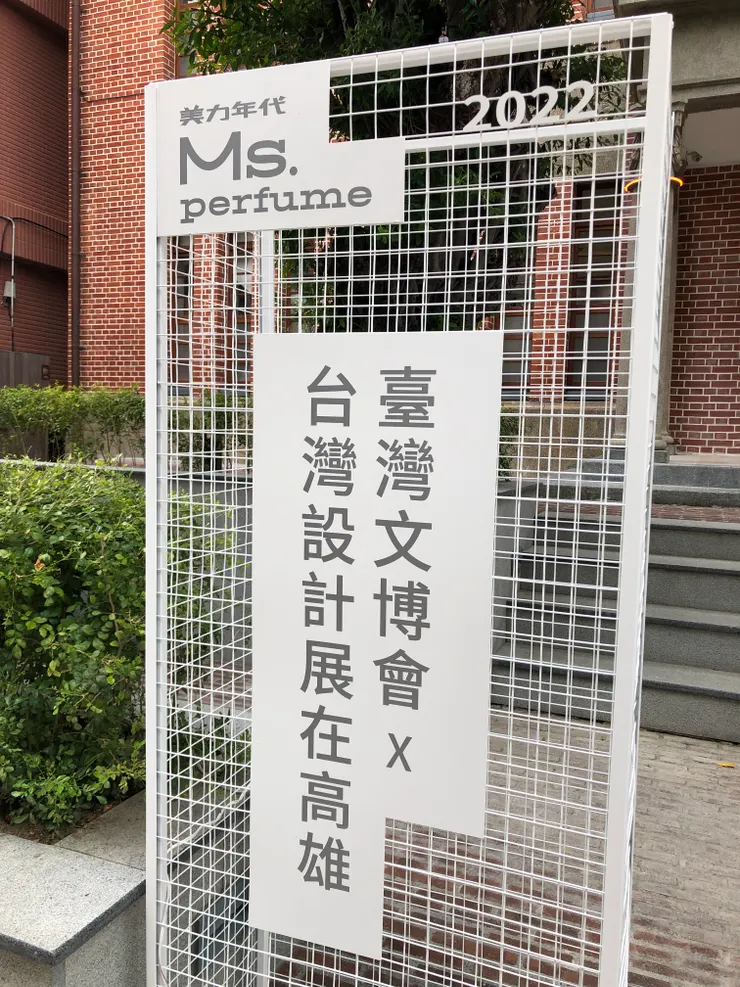 美力年代
Ms.
perfume
2022
臺灣文博會 x
台灣設計展在高雄